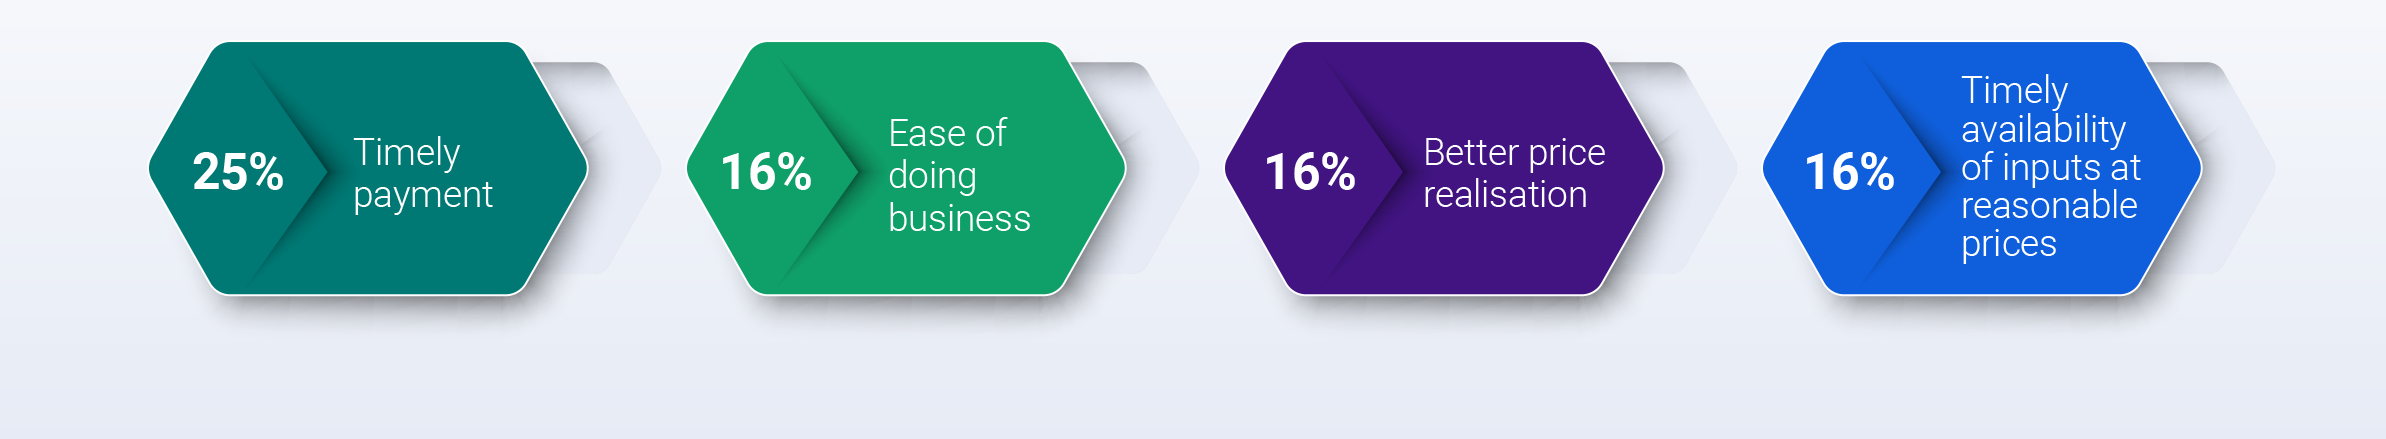 25%
Timely
payment
16%
Ease of
doing
business
16%
Better price
realisation
16%
Timely
availability
of inputs at
reasonable
prices